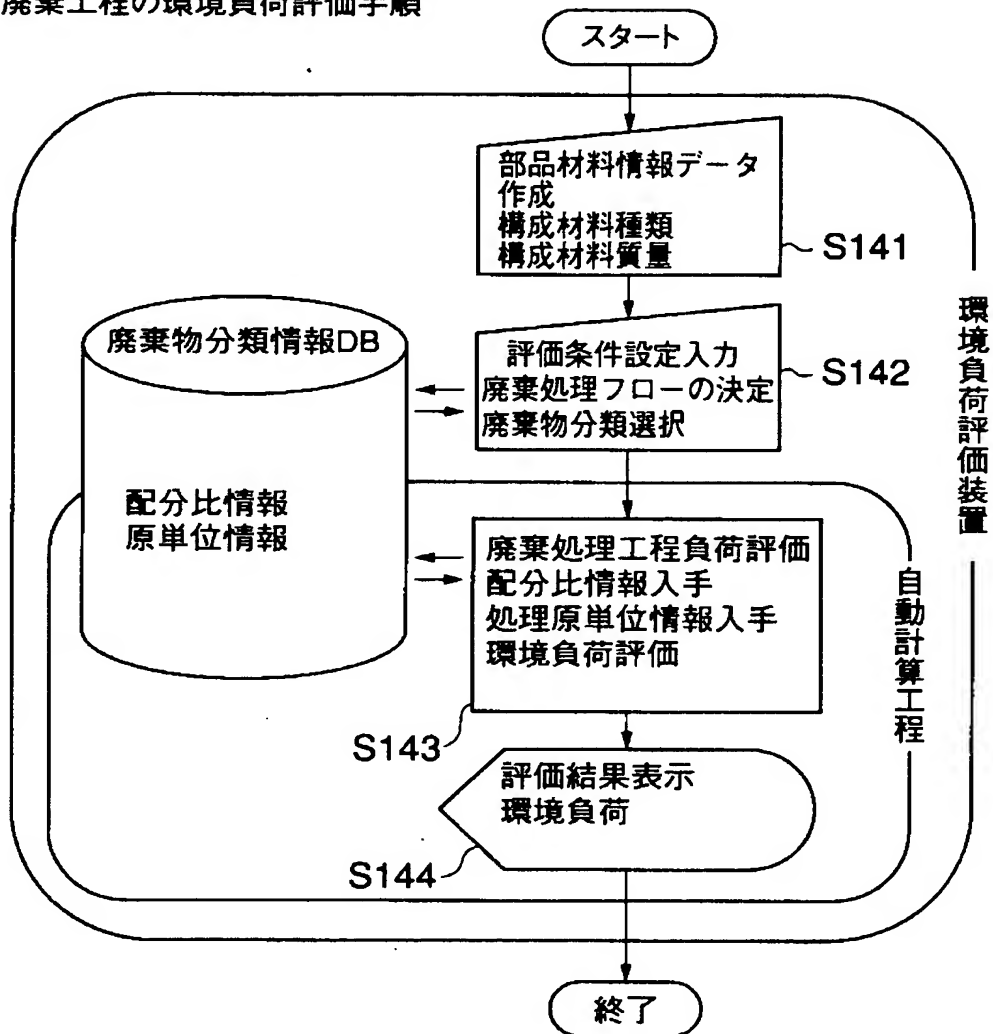 廃棄工程の環境負荷評価手順
スタート
部品材料情報データ
作成
構成材料種類
構成材料質量
S141
廃棄物分類情報DB
評価条件設定入力
廃棄処理フローの決定
廃棄物分類選択
S142
環境負荷評価装置
配分比情報
原単位情報
廃棄処理工程負荷評価
配分比情報入手
処理原単位情報入手
環境負荷評価
自動計算工程
S143
評価結果表示
環境負荷
S144
終了